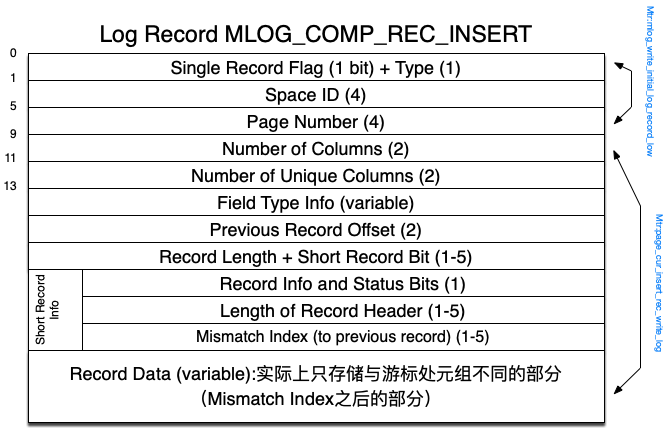 Log Record MLOG_COMP_REC_INSERT
0
Single Record Flag (1 bit) + Type (1)
1
Space ID (4)
5
Page Number (4)
9
Number of Columns (2)
11
Number of Unique Columns (2)
13
Field Type Info (variable)
Previous Record Offset (2)
Record Length + Short Record Bit (1-5)
Short Record
Info
Record Info and Status Bits (1)
Length of Record Header (1-5)
Mismatch Index (to previous record) (1-5)
Record Data (variable):实际上只存储与游标处元组不同的部分
（Mismatch Index之后的部分）
Mtr:mlog_write_initial_log_record_low
Mtr:page_cur_insert_rec_write_log